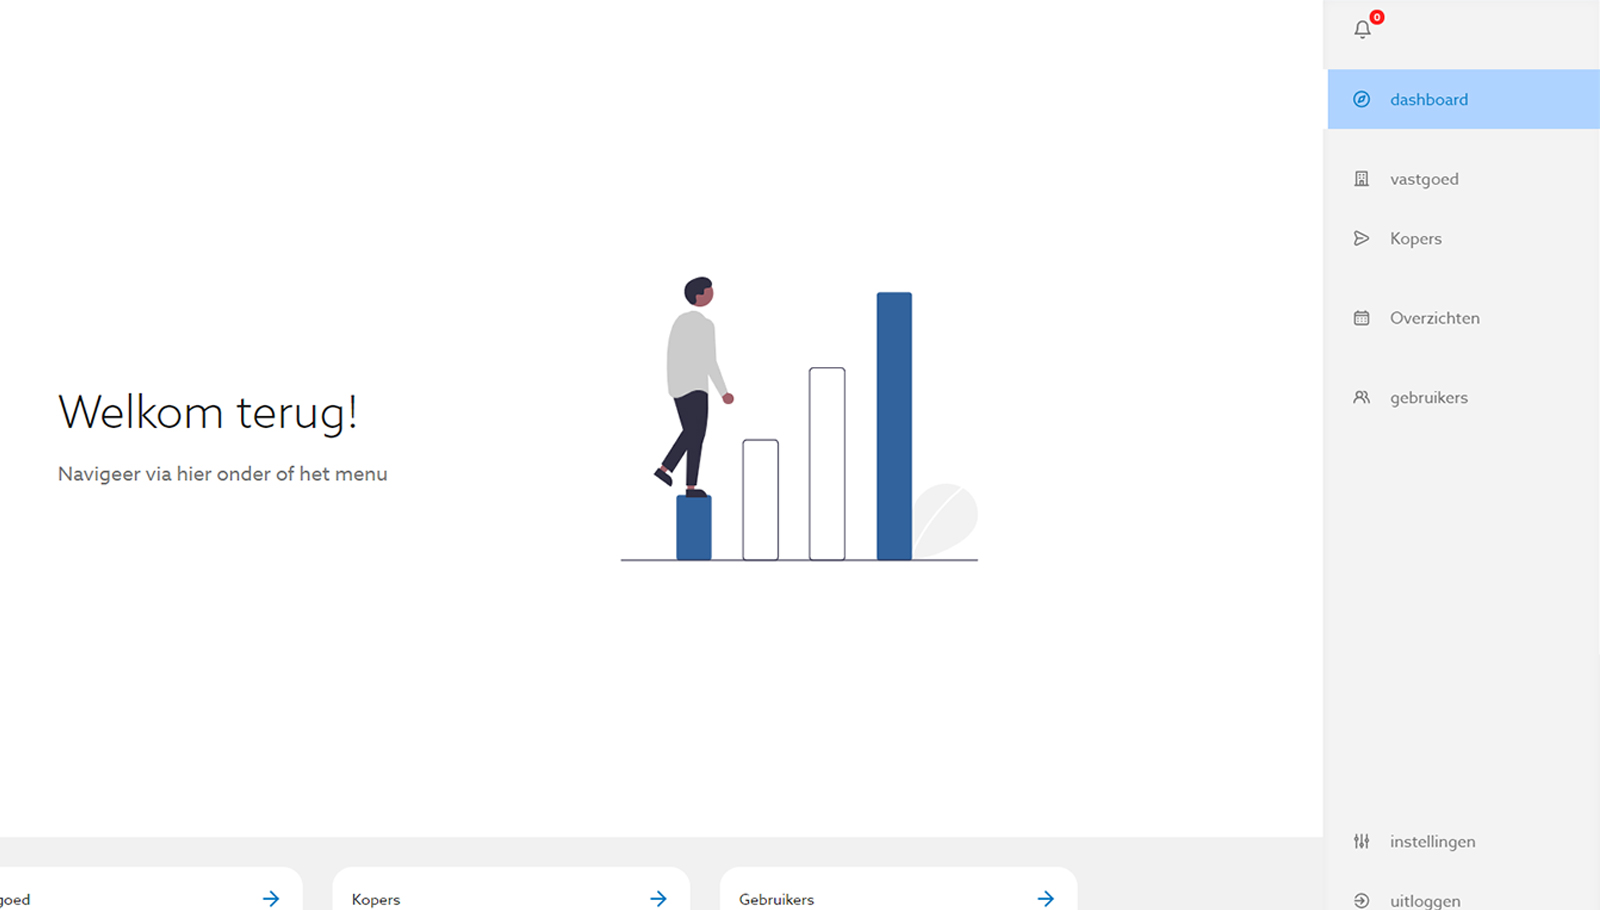 0
dashboard
vastgoed
Kopers
Overzichten
gebruikers
Welkom terug!
Navigeer via hier onder of het menu
instellingen
uitloggen
goed
Kopers
Gebruikers